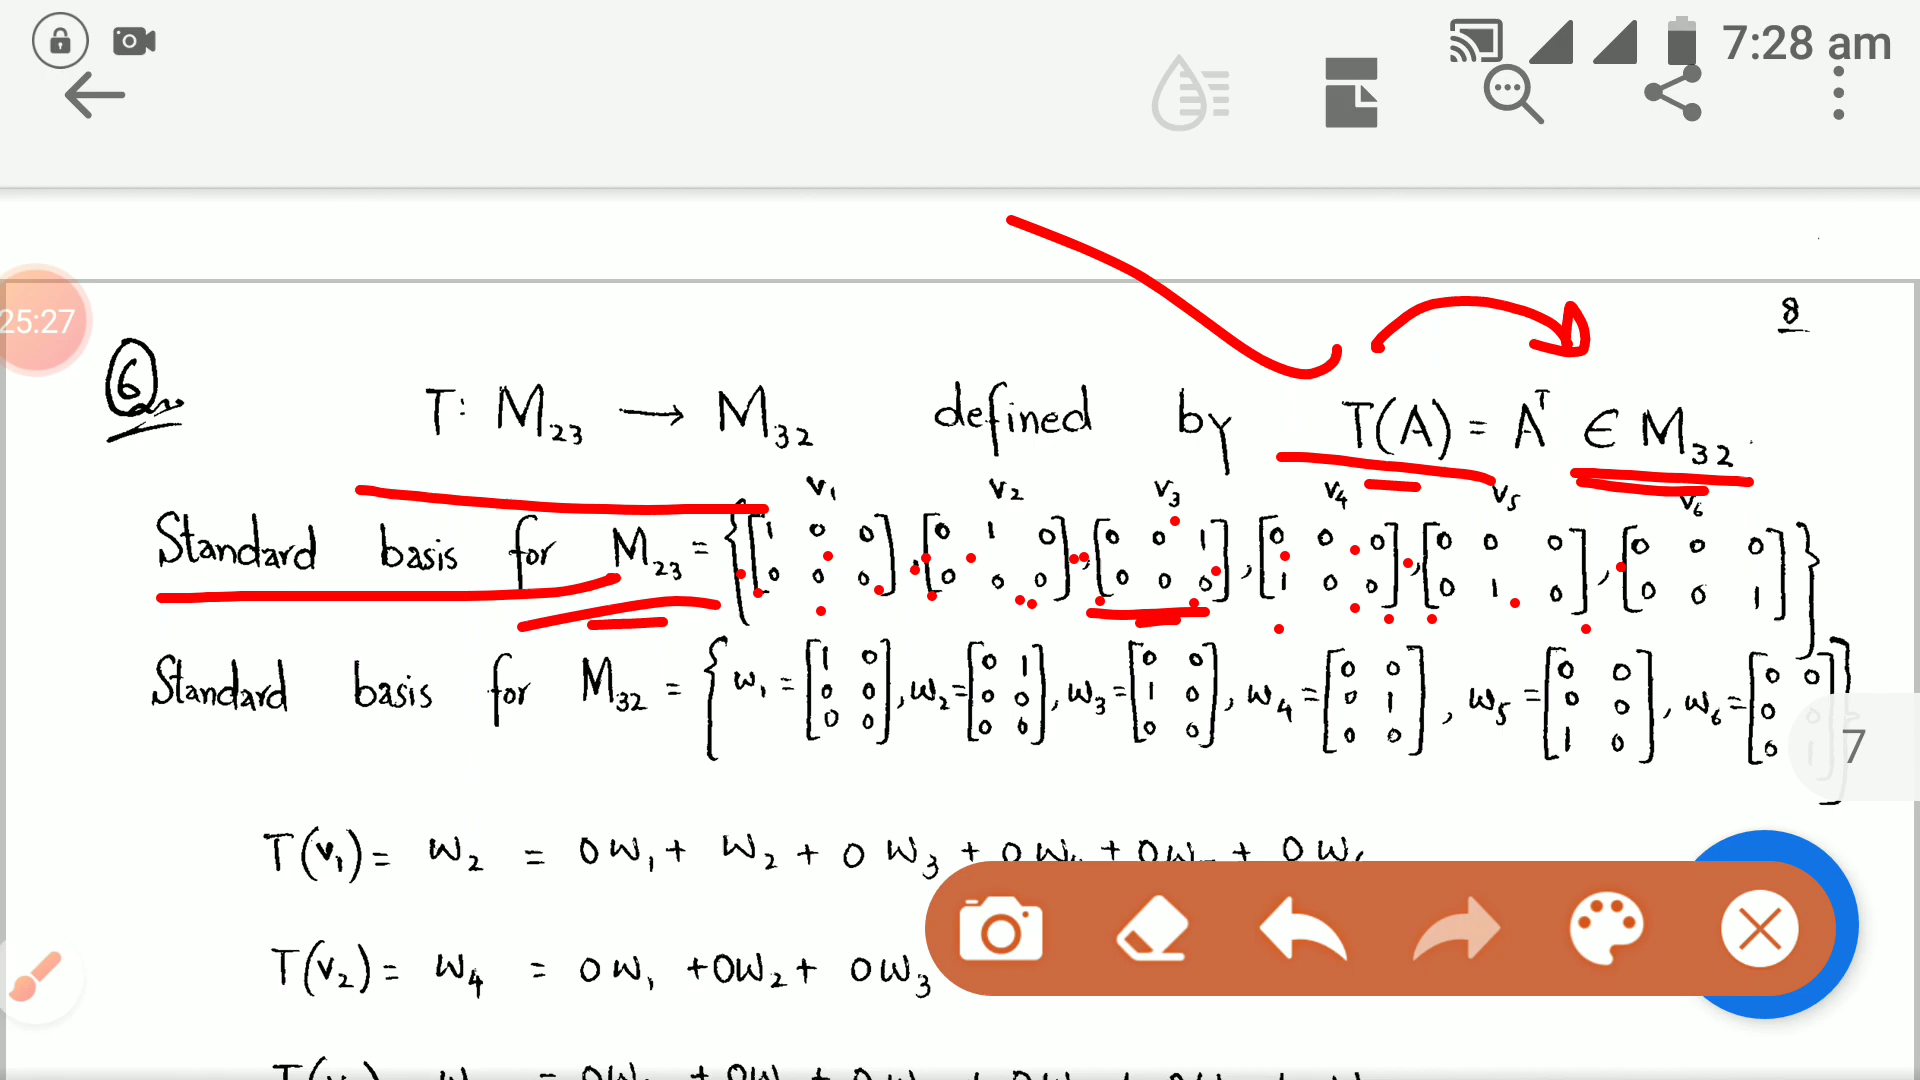 7:28 am
25:27
8
6 T: M23 → M32 defined by T(A) = Aᵀ ∈ M32
v1 v2 v3 v4 v5 v6
Standard basis for M23 = { [1 0 0; 0 0 0], [0 1 0; 0 0 0], [0 0 1; 0 0 0], [0 0 0; 1 0 0], [0 0 0; 0 1 0], [0 0 0; 0 0 1] }
Standard basis for M32 = { w1 = [1 0; 0 0; 0 0], w2 = [0 1; 0 0; 0 0], w3 = [0 0; 1 0; 0 0], w4 = [0 0; 0 1; 0 0], w5 = [0 0; 0 0; 1 0], w6 = [0 0; 0 0; 0 1] }
7
T(v1) = w2 = 0w1 + w2 + 0w3 + 0w + 0w + 0w
T(v2) = w4 = 0w1 + 0w2 + 0w3